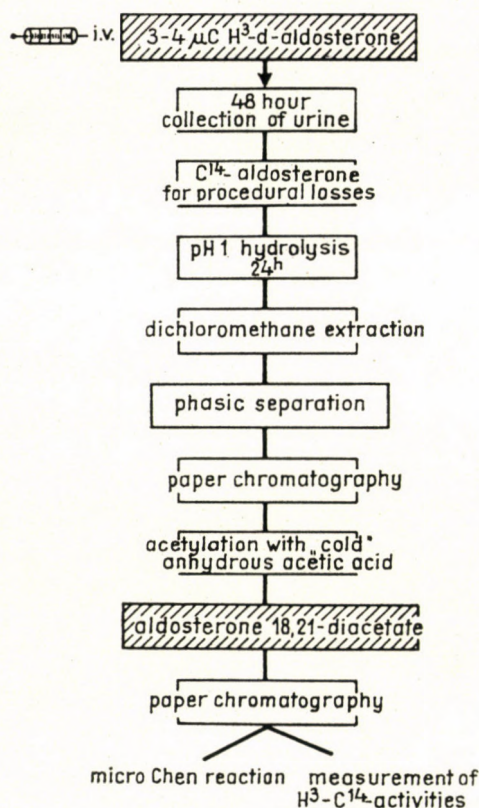 i.v.
3-4 μC H³-d-aldosterone
48 hour
collection of urine
C¹⁴-aldosterone
for procedural losses
pH 1 hydrolysis
24ʰ
dichloromethane extraction
phasic separation
paper chromatography
acetylation with „cold"
anhydrous acetic acid
aldosterone 18,21-diacetate
paper chromatography
micro Chen reaction
measurement of
H³-C¹⁴-activities